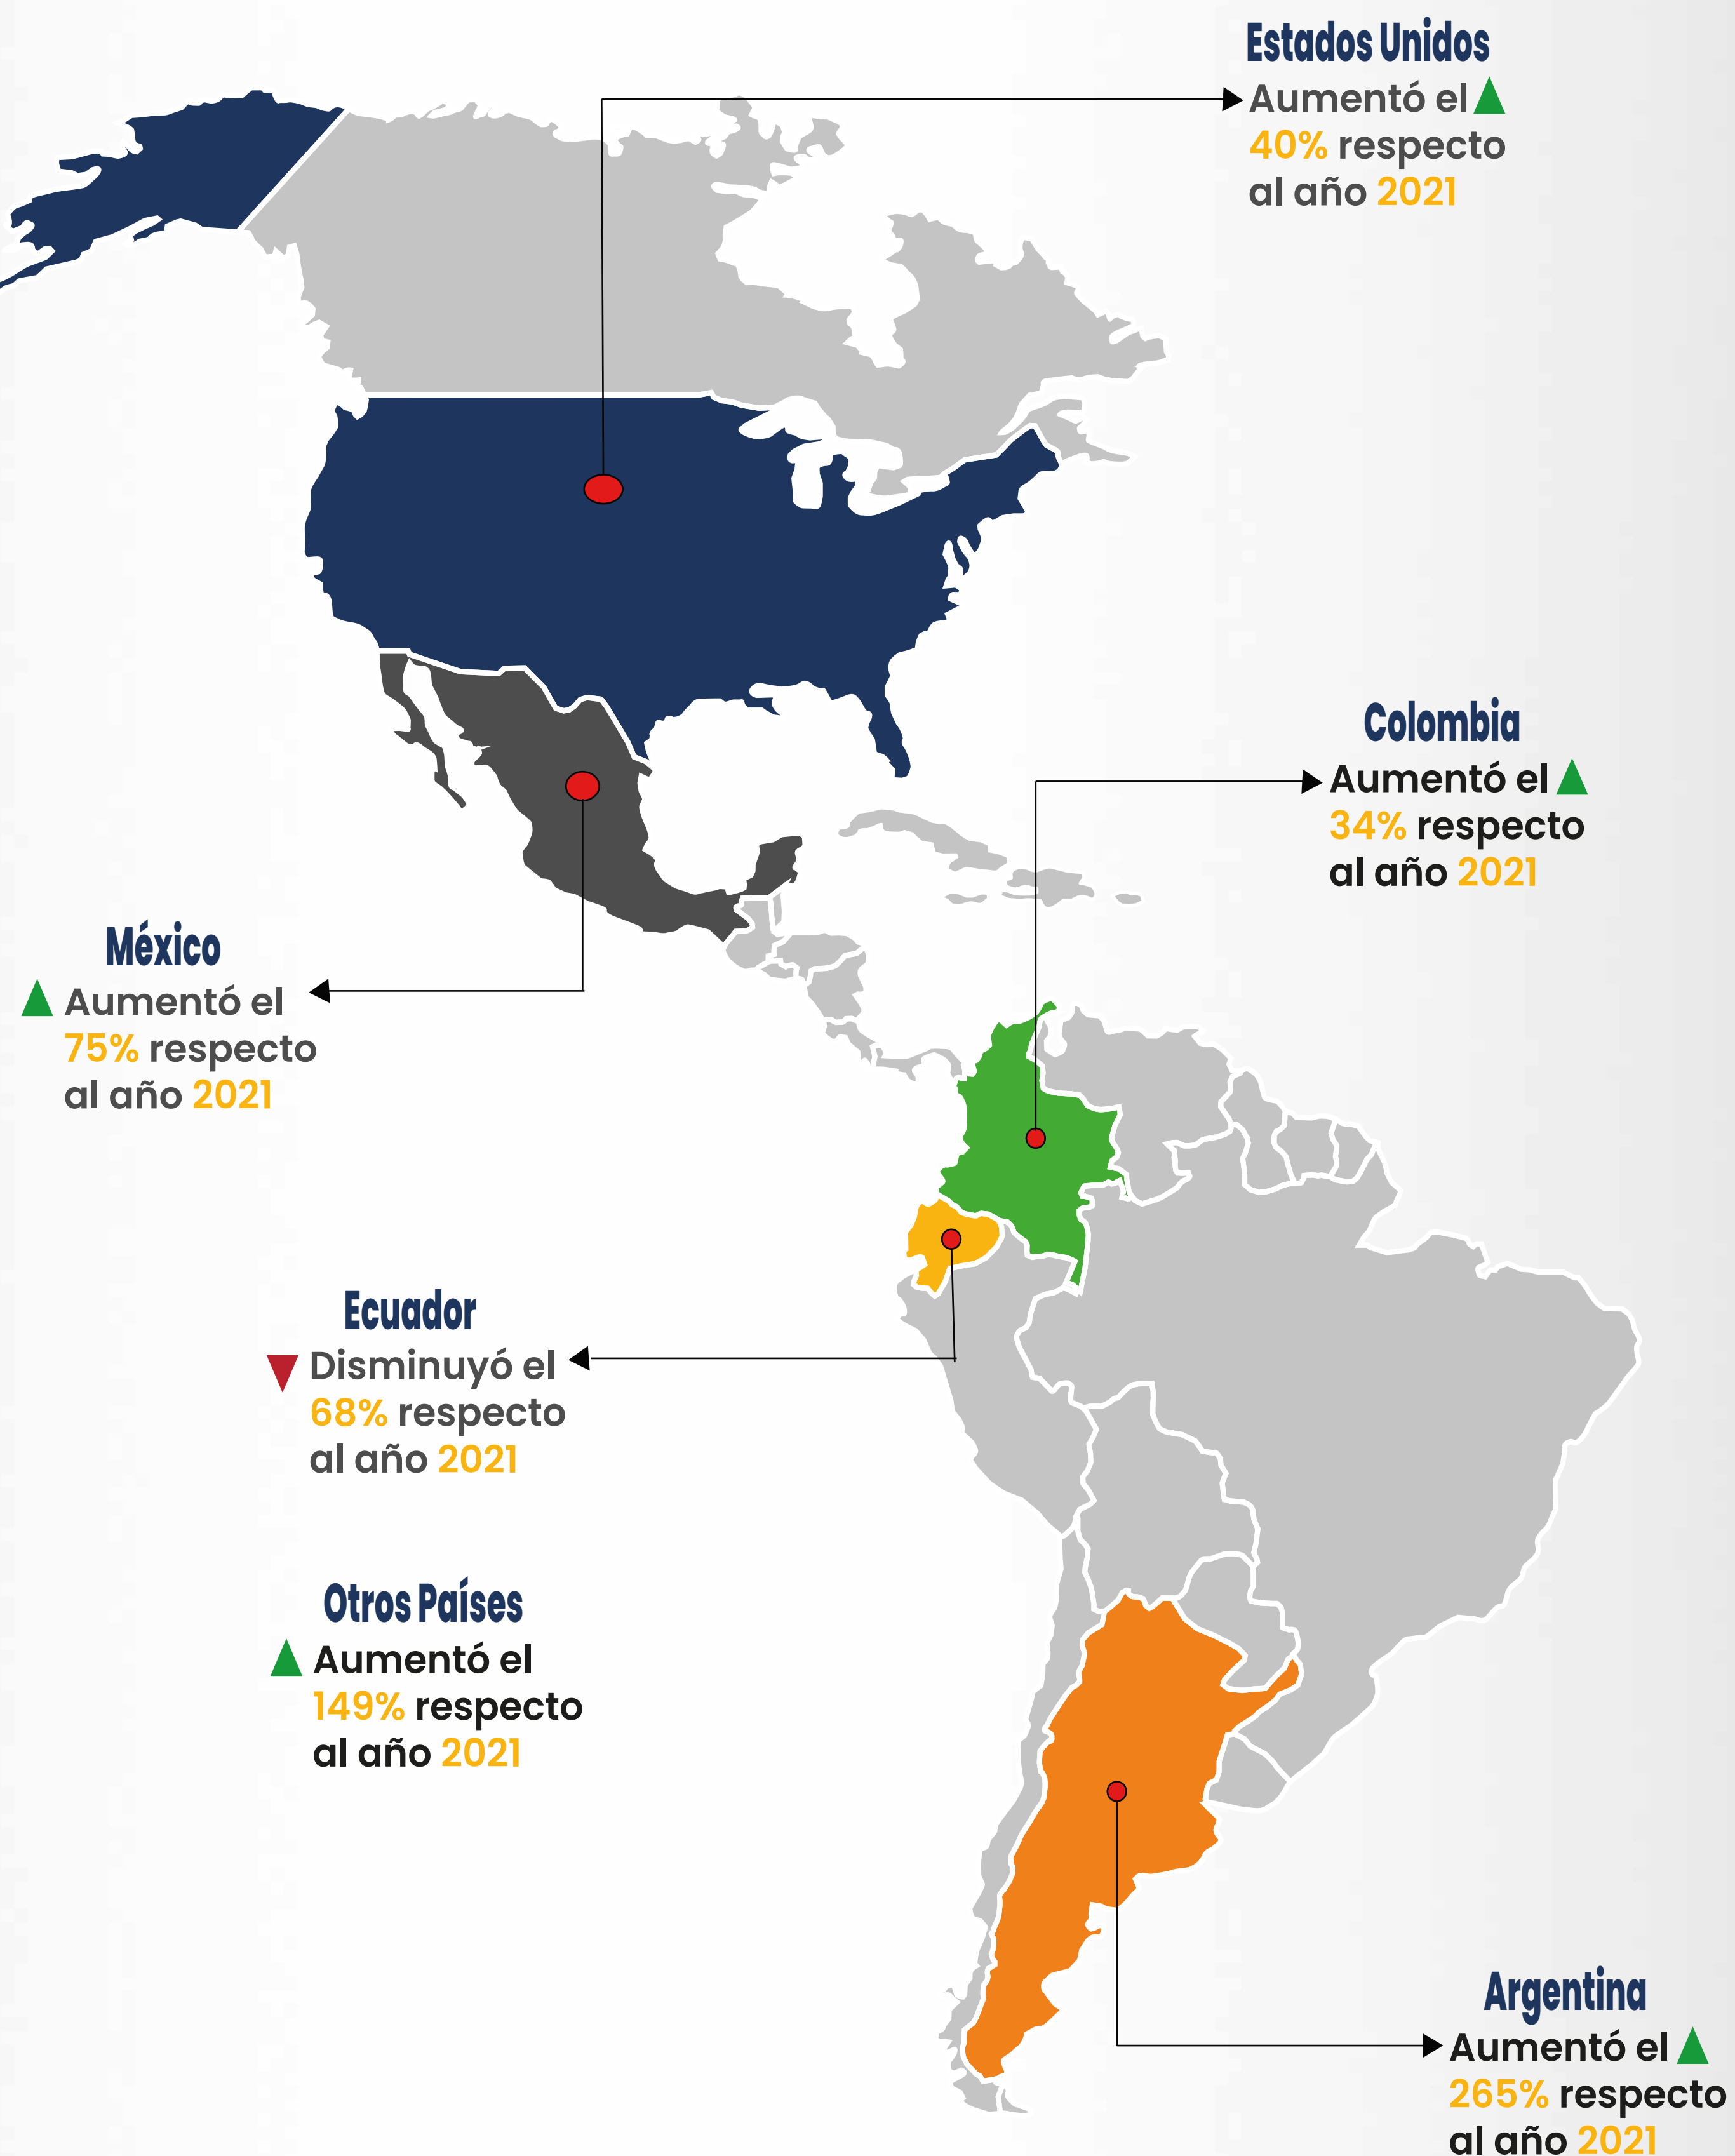 Estados Unidos
Aumentó el
40% respecto
al año 2021
Colombia
Aumentó el
34% respecto
al año 2021
México
Aumentó el
75% respecto
al año 2021
Ecuador
Disminuyó el
68% respecto
al año 2021
Otros Países
Aumentó el
149% respecto
al año 2021
Argentina
Aumentó el
265% respecto
al año 2021